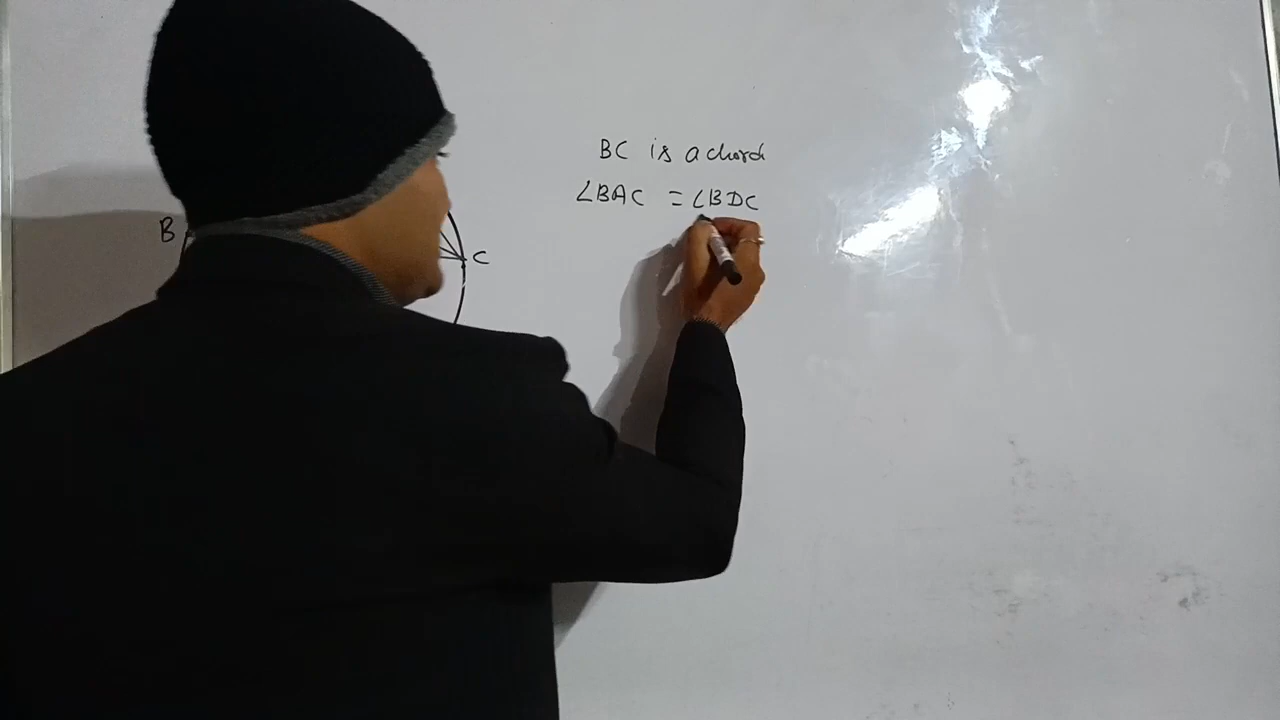 BC is a chord
∠BAC = ∠BDC
B
C